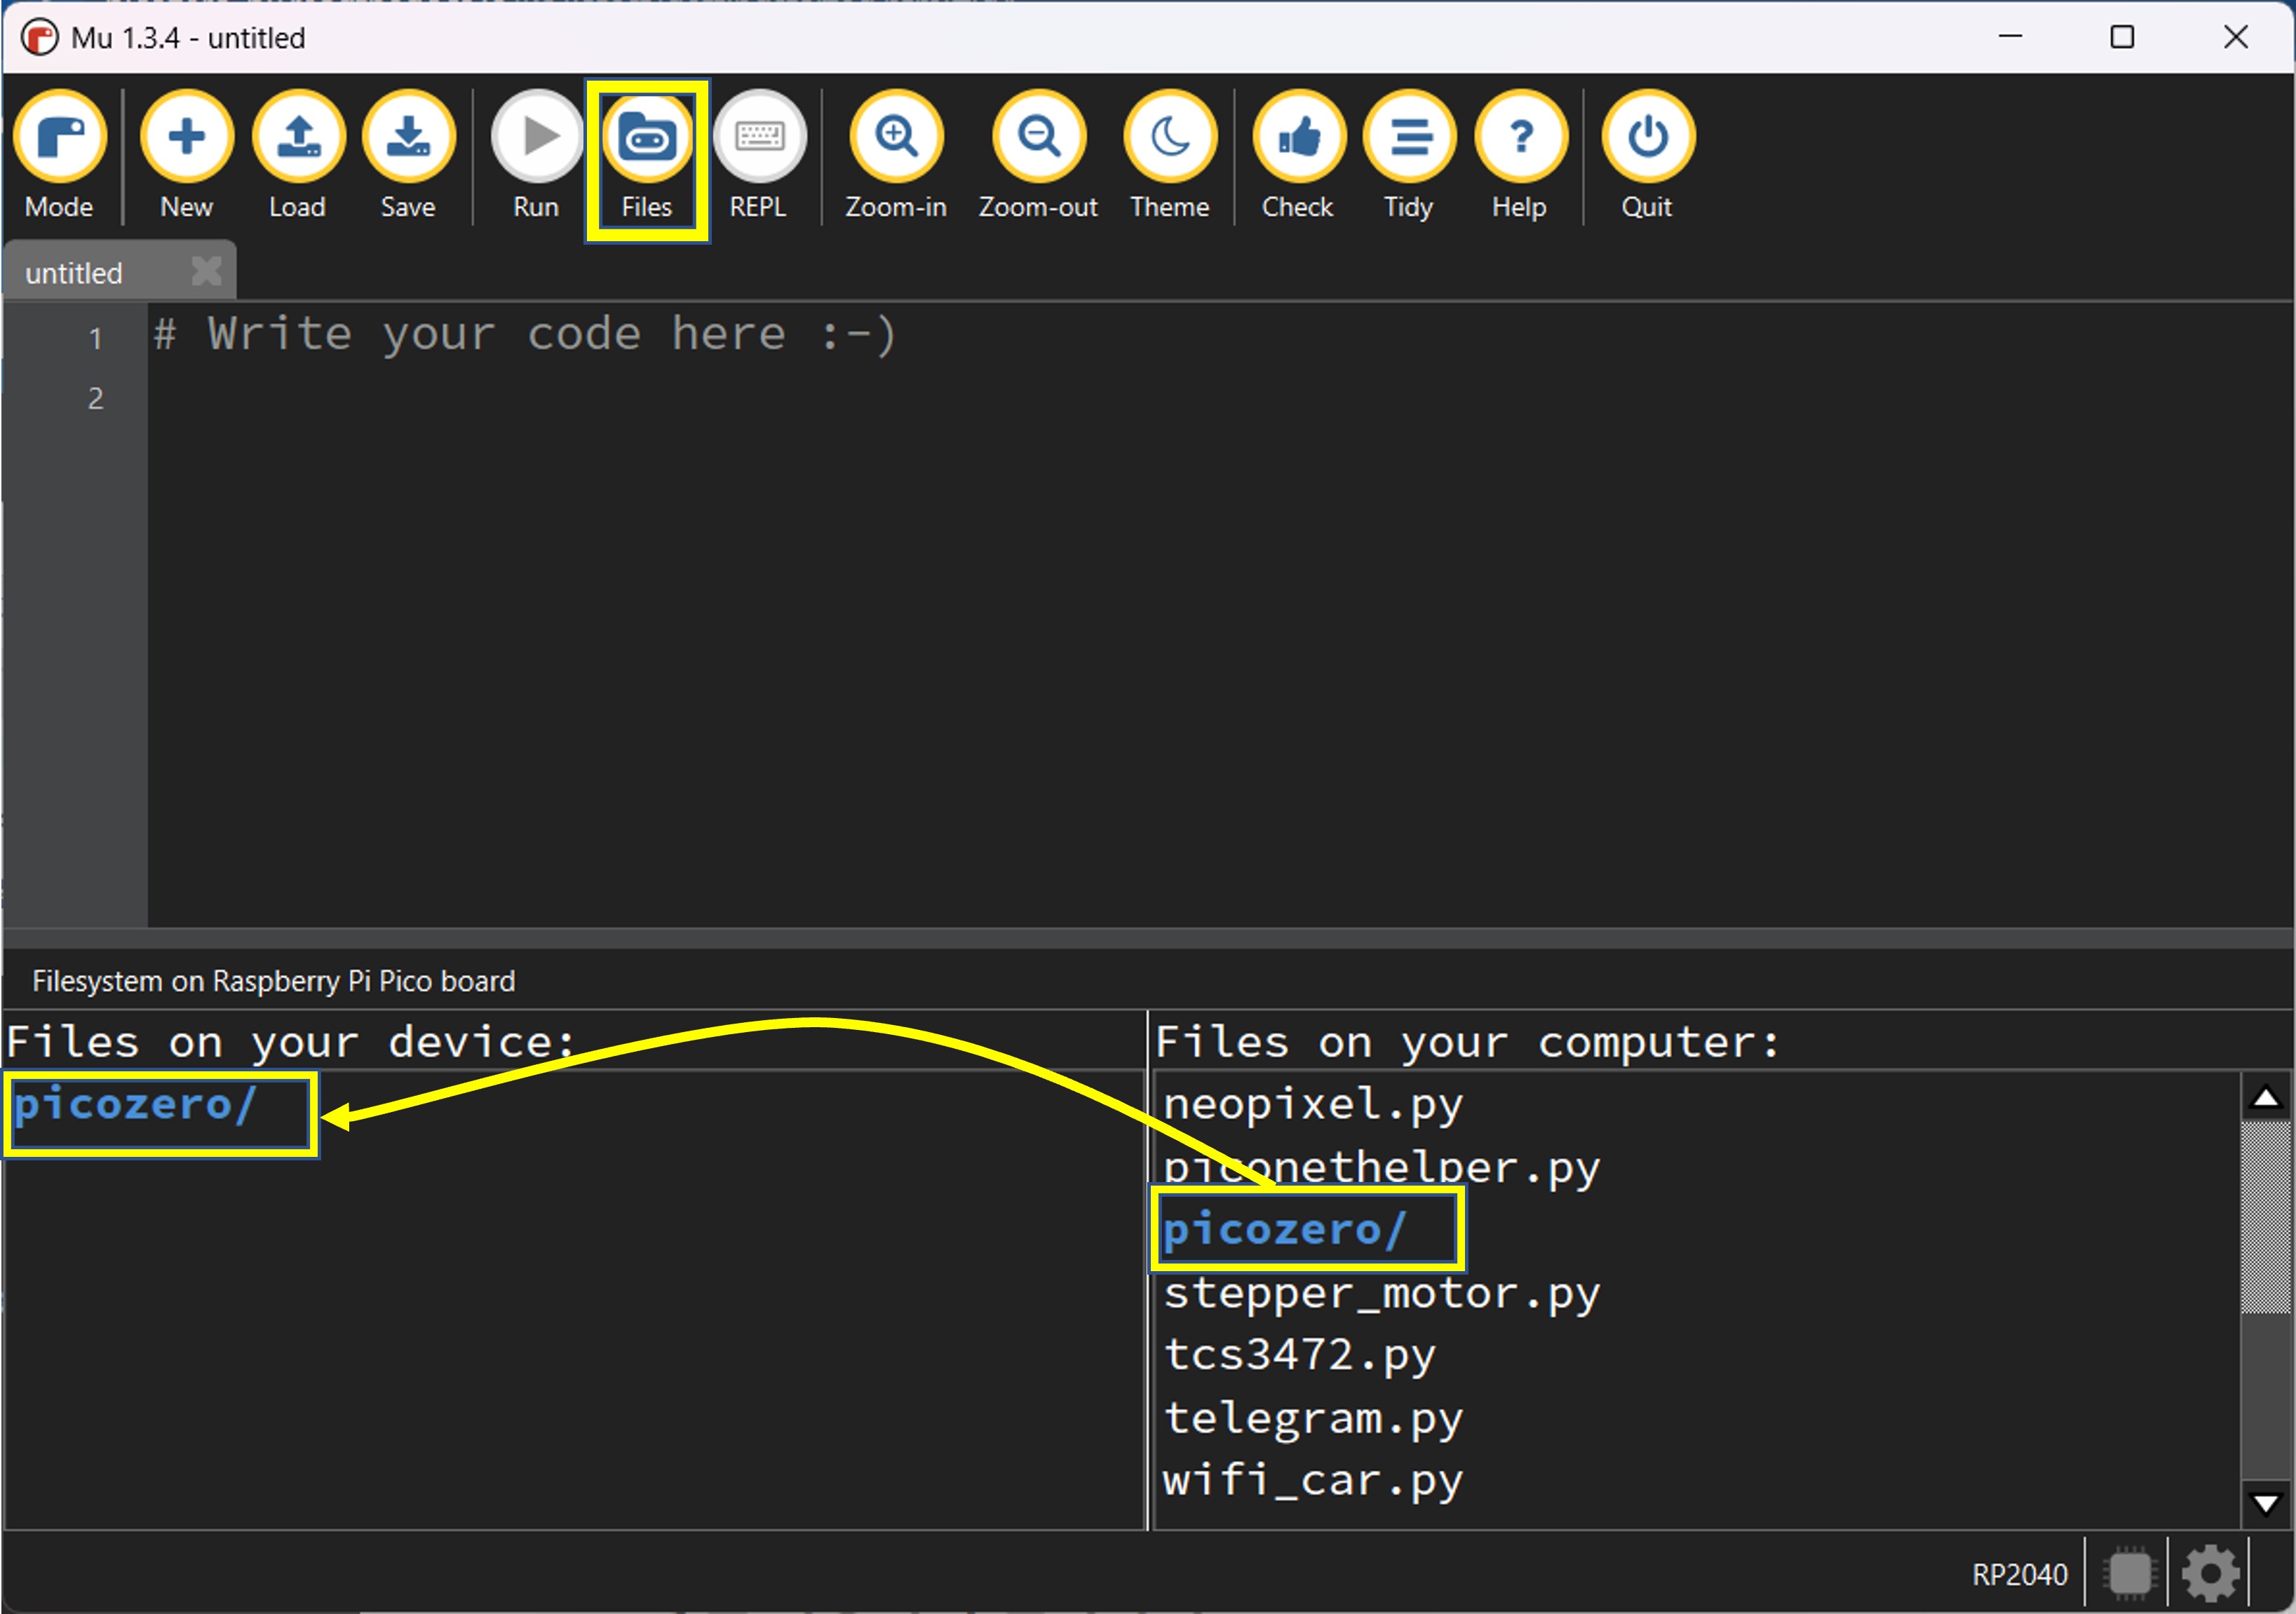 Mu 1.3.4 - untitled
Mode New Load Save Run Files REPL Zoom-in Zoom-out Theme Check Tidy Help Quit
untitled
1 # Write your code here :-)
2
Filesystem on Raspberry Pi Pico board
Files on your device:
picozero/
Files on your computer:
neopixel.py
piconethelper.py
picozero/
stepper_motor.py
tcs3472.py
telegram.py
wifi_car.py
RP2040